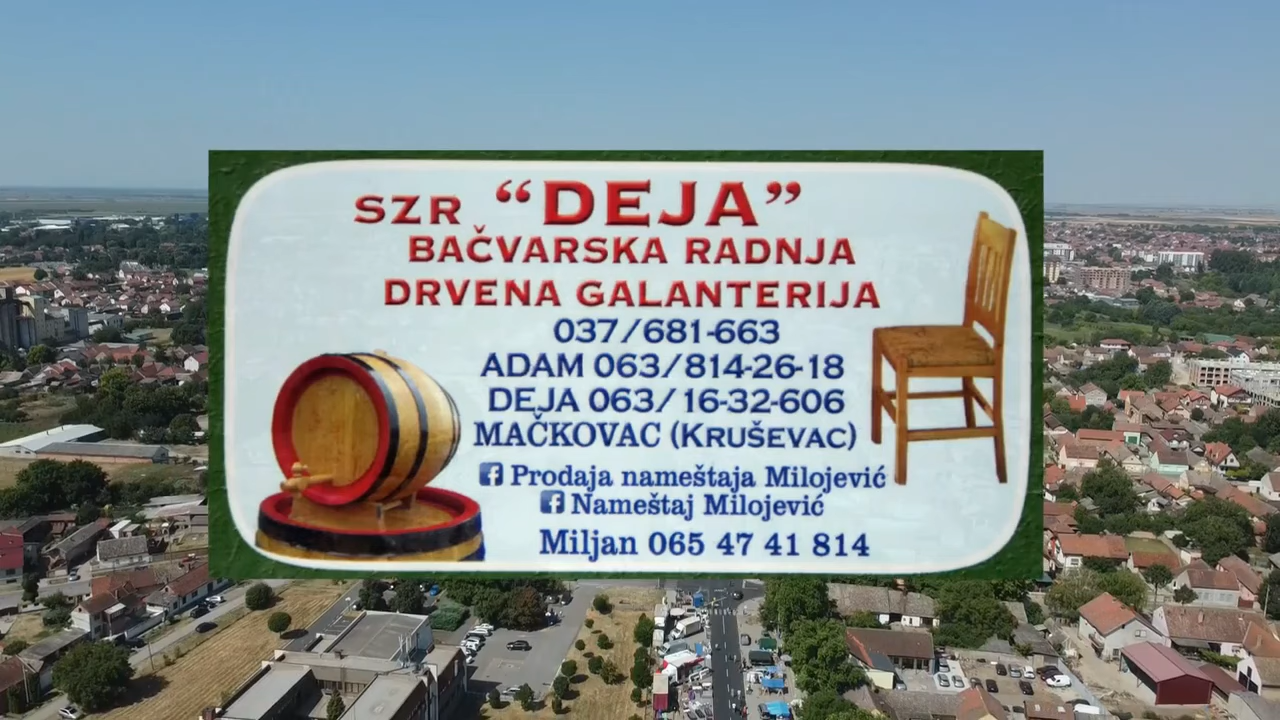 SZR “DEJA”
BAČVARSKA RADNJA
DRVENA GALANTERIJA
037/681-663
ADAM 063/814-26-18
DEJA 063/16-32-606
MAČKOVAC (KRUŠEVAC)
Prodaja nameštaja Milojević
Nameštaj Milojević
Miljan 065 47 41 814